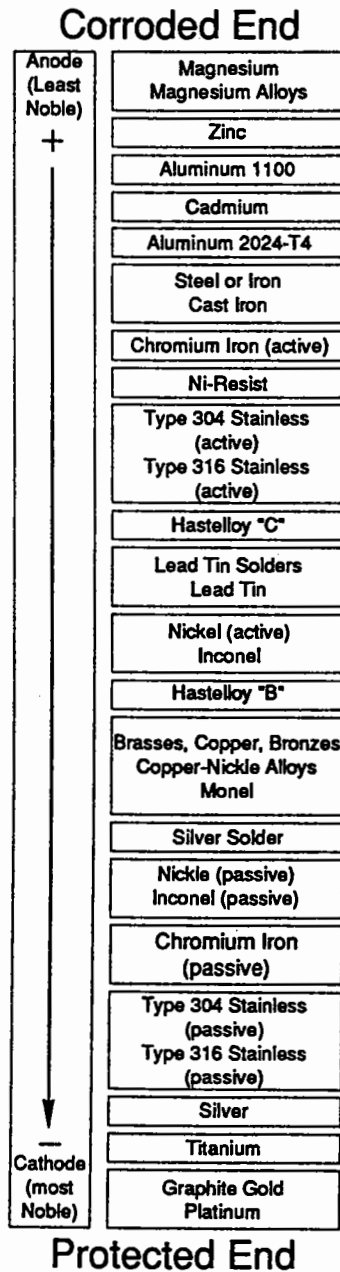 Corroded End
Anode
(Least
Noble)
+
Magnesium
Magnesium Alloys
Zinc
Aluminum 1100
Cadmium
Aluminum 2024-T4
Steel or Iron
Cast Iron
Chromium Iron (active)
Ni-Resist
Type 304 Stainless
(active)
Type 316 Stainless
(active)
Hastelloy "C"
Lead Tin Solders
Lead Tin
Nickel (active)
Inconel
Hastelloy "B"
Brasses, Copper, Bronzes
Copper-Nickle Alloys
Monel
Silver Solder
Nickle (passive)
Inconel (passive)
Chromium Iron
(passive)
Type 304 Stainless
(passive)
Type 316 Stainless
(passive)
Silver
Titanium
Graphite Gold
Platinum
−
Cathode
(most
Noble)
Protected End